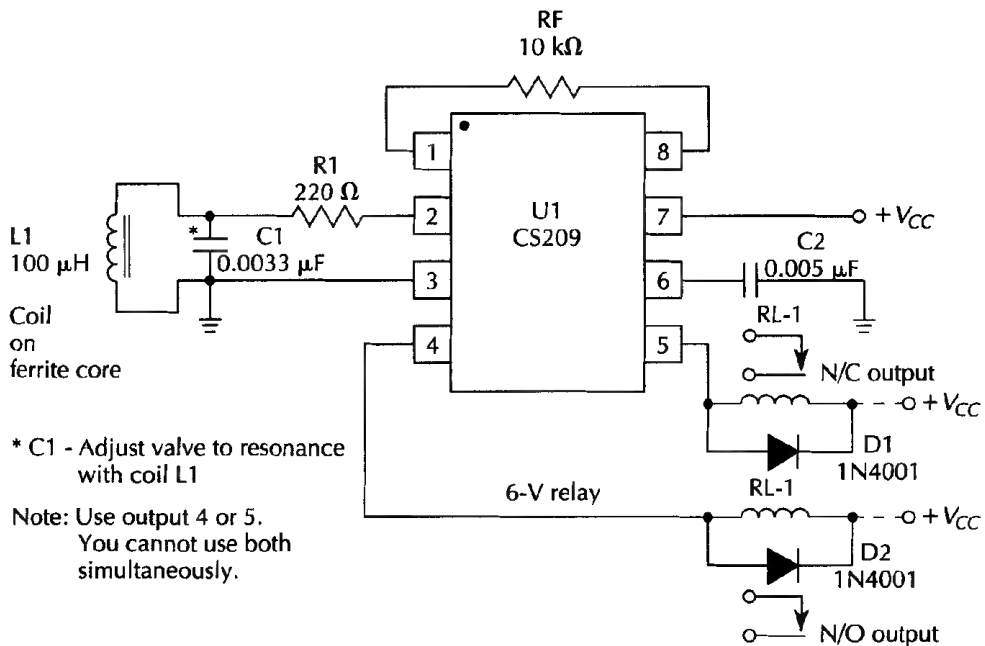 RF
10 kΩ
1
8
R1
220 Ω
2
U1
CS209
7
+VCC
L1
100 μH
*
C1
0.0033 μF
C2
0.005 μF
3
6
Coil
on
ferrite core
RL-1
4
5
N/C output
+VCC
* C1 - Adjust valve to resonance
with coil L1
D1
1N4001
6-V relay
RL-1
Note: Use output 4 or 5.
You cannot use both
simultaneously.
+VCC
D2
1N4001
N/O output